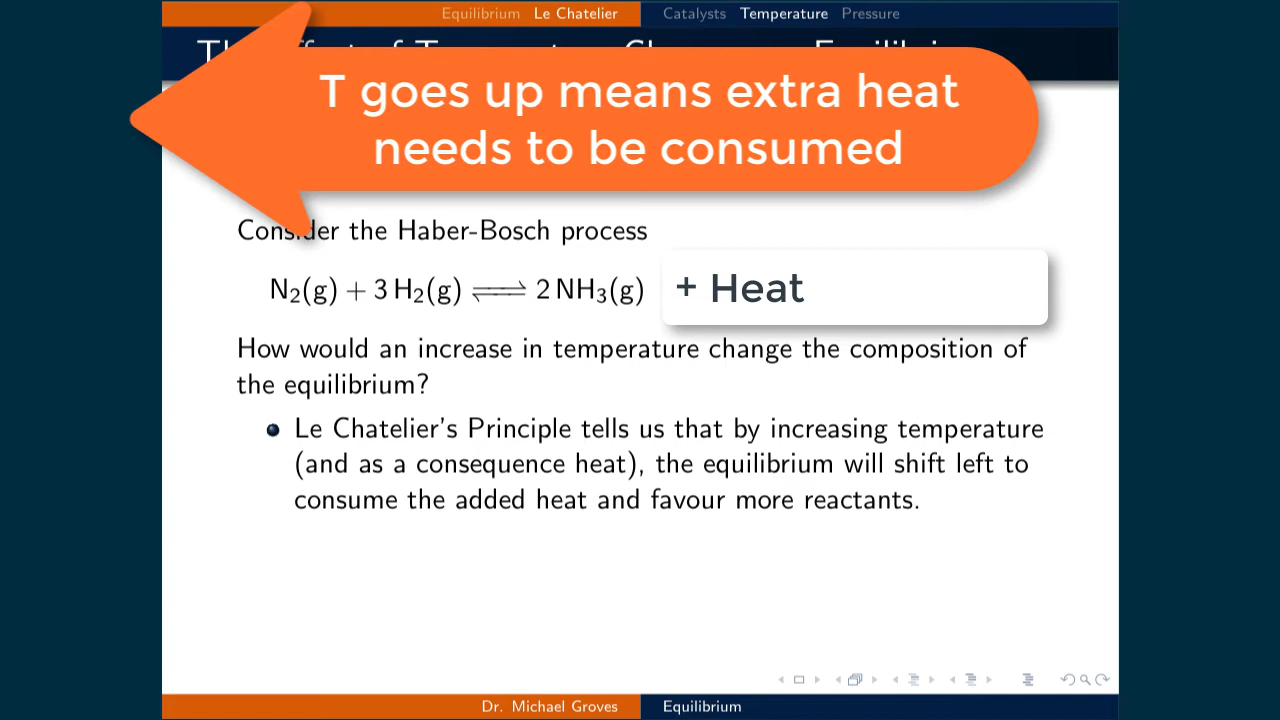 Equilibrium Le Chatelier Catalysts Temperature Pressure
T goes up means extra heat
needs to be consumed
Consider the Haber-Bosch process
N₂(g) + 3 H₂(g) ⇌ 2 NH₃(g) + Heat
How would an increase in temperature change the composition of
the equilibrium?
Le Chatelier's Principle tells us that by increasing temperature
(and as a consequence heat), the equilibrium will shift left to
consume the added heat and favour more reactants.
Dr. Michael Groves Equilibrium